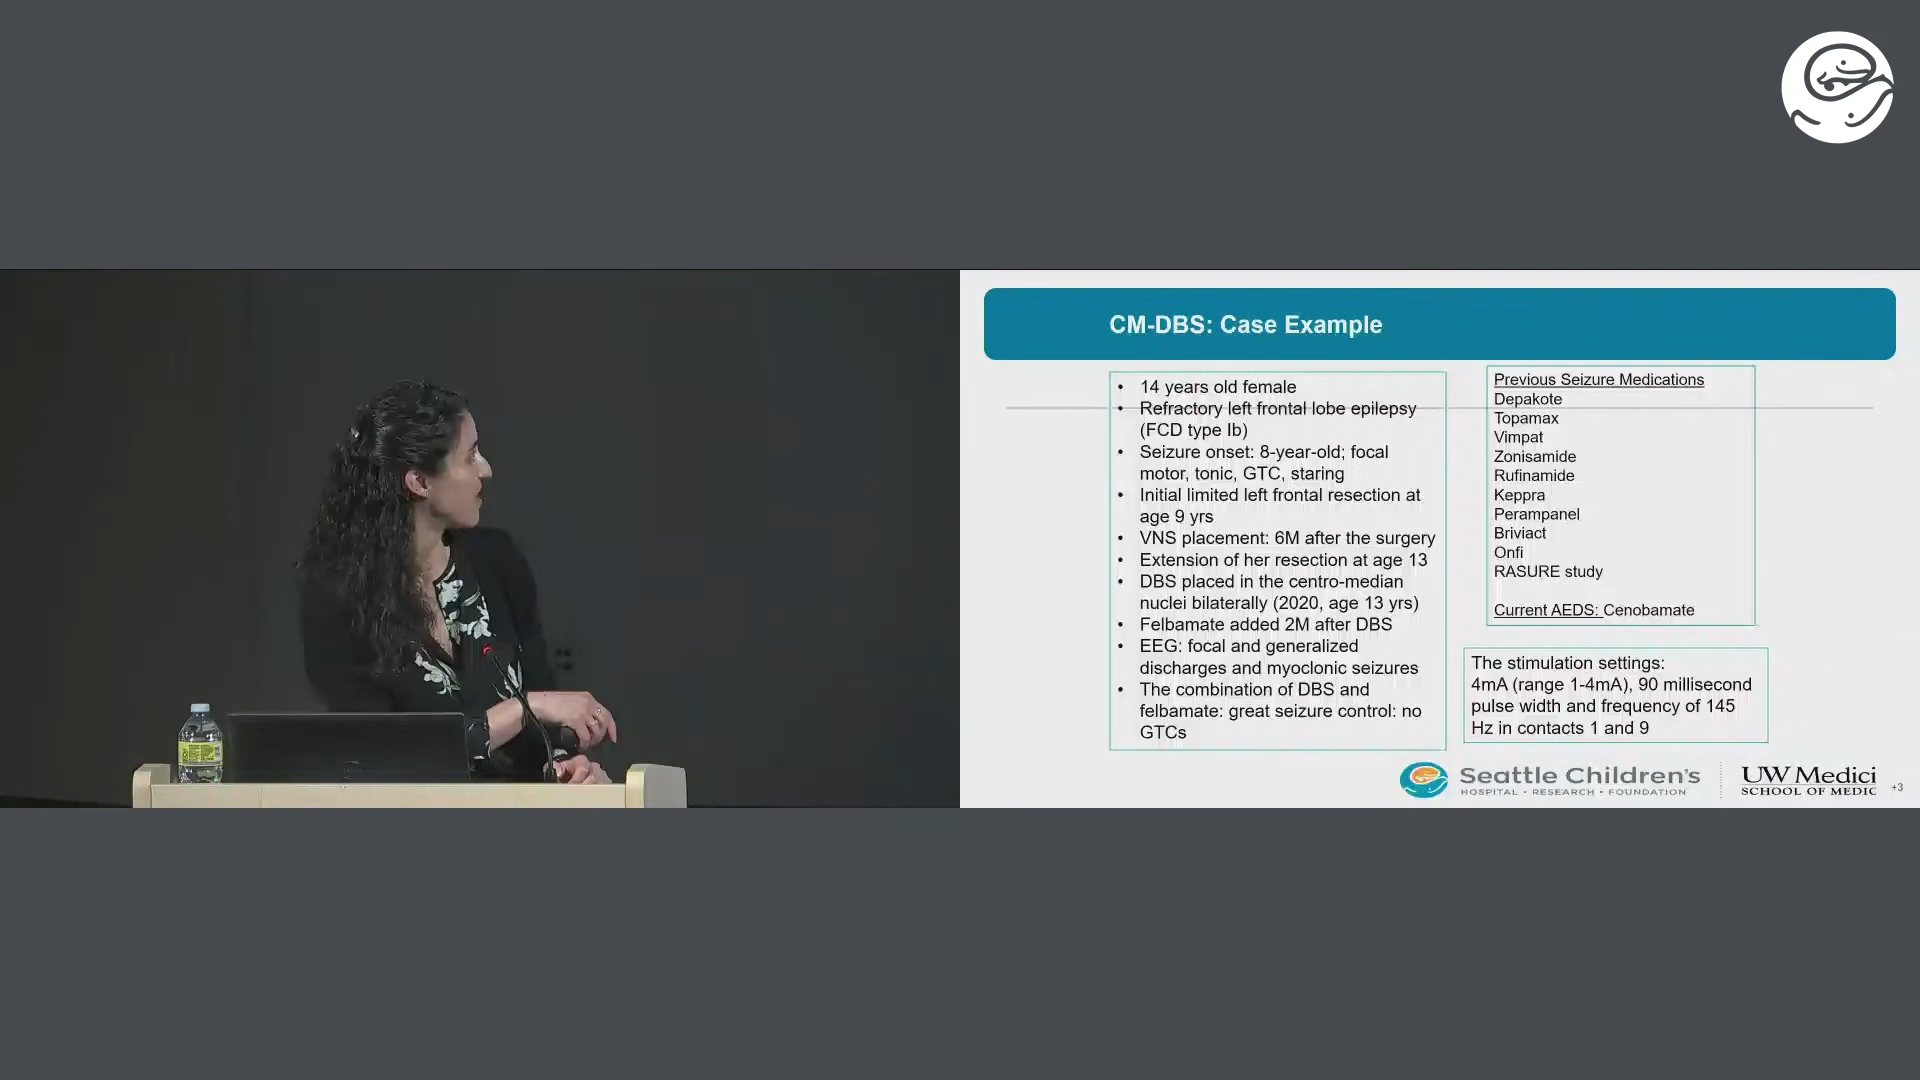 CM-DBS: Case Example
• 14 years old female
• Refractory left frontal lobe epilepsy
(FCD type Ib)
• Seizure onset: 8-year-old; focal
motor, tonic, GTC, staring
• Initial limited left frontal resection at
age 9 yrs
• VNS placement: 6M after the surgery
• Extension of her resection at age 13
• DBS placed in the centro-median
nuclei bilaterally (2020, age 13 yrs)
• Felbamate added 2M after DBS
• EEG: focal and generalized
discharges and myoclonic seizures
• The combination of DBS and
felbamate: great seizure control: no
GTCs
Previous Seizure Medications
Depakote
Topamax
Vimpat
Zonisamide
Rufinamide
Keppra
Perampanel
Briviact
Onfi
RASURE study
Current AEDS: Cenobamate
The stimulation settings:
4mA (range 1-4mA), 90 millisecond
pulse width and frequency of 145
Hz in contacts 1 and 9
Seattle Children's
HOSPITAL • RESEARCH • FOUNDATION
UW Medici
SCHOOL OF MEDIC
+3